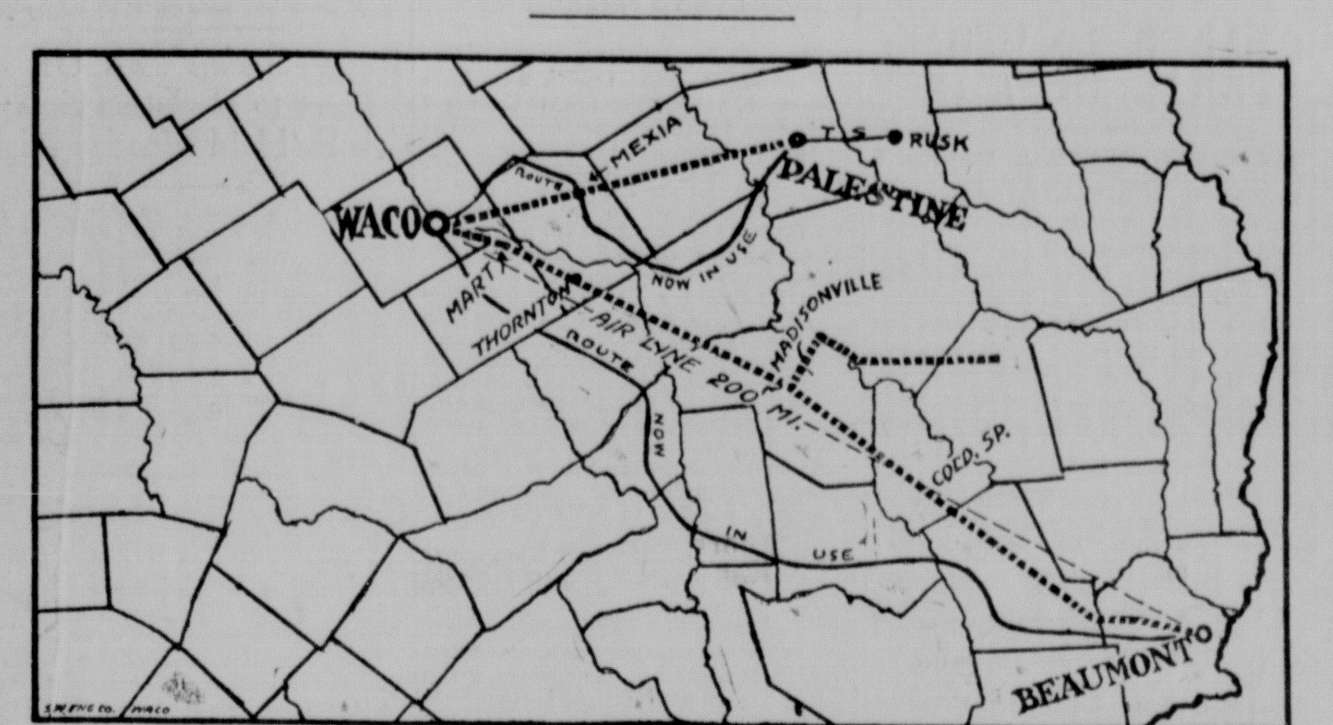 MEXIA
T S
RUSK
ROUTE
PALESTINE
WACO
NOW IN USE
MART
MADISONVILLE
THORNTON
AIR LYNE 200 MI.
ROUTE
NOW
COLD. SP.
IN
USE
BEAUMONT
WACO